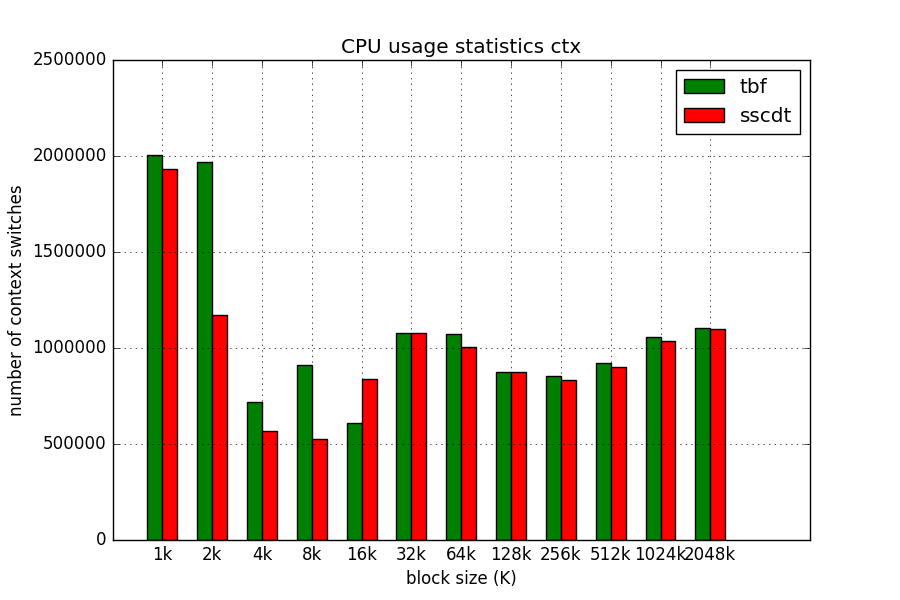 CPU usage statistics ctx
2500000
2000000
1500000
1000000
500000
0
number of context switches
tbf
sscdt
1k 2k 4k 8k 16k 32k 64k 128k 256k 512k 1024k 2048k
block size (K)